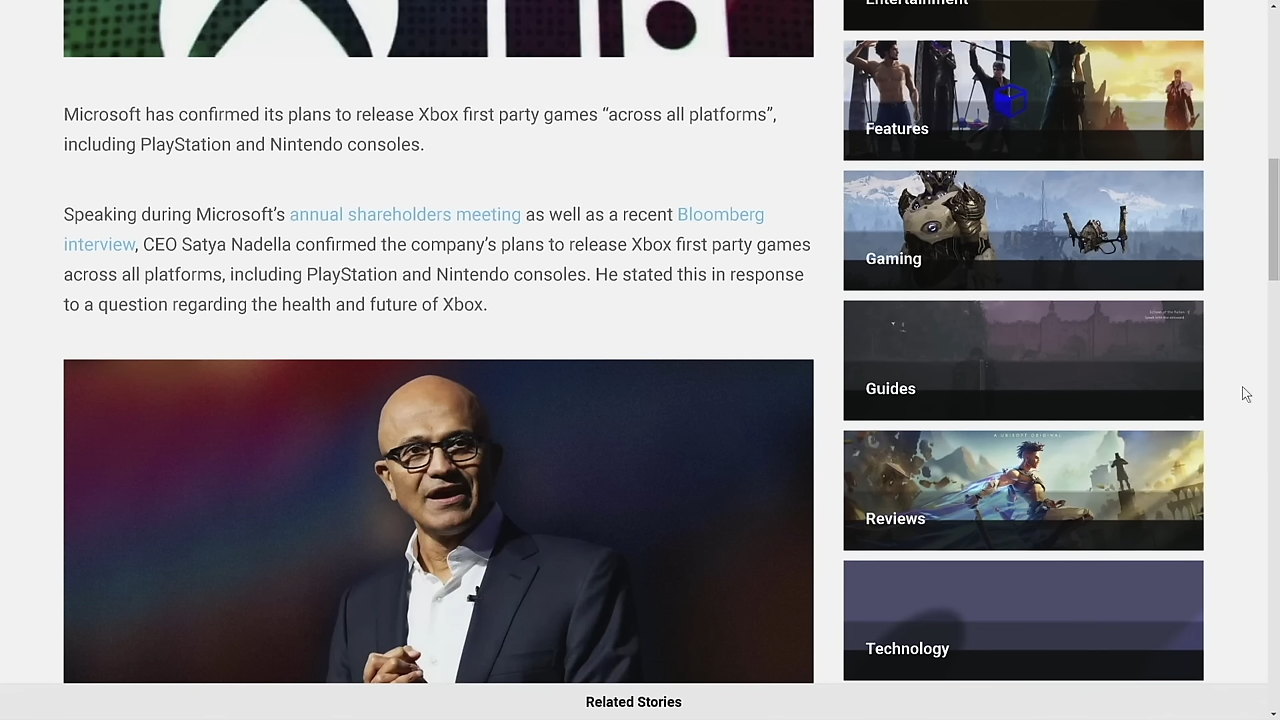 Entertainment
Microsoft has confirmed its plans to release Xbox first party games “across all platforms”,
including PlayStation and Nintendo consoles.
Speaking during Microsoft’s annual shareholders meeting as well as a recent Bloomberg
interview, CEO Satya Nadella confirmed the company’s plans to release Xbox first party games
across all platforms, including PlayStation and Nintendo consoles. He stated this in response
to a question regarding the health and future of Xbox.
Features
Gaming
Guides
A UBISOFT ORIGINAL
Reviews
Technology
Related Stories